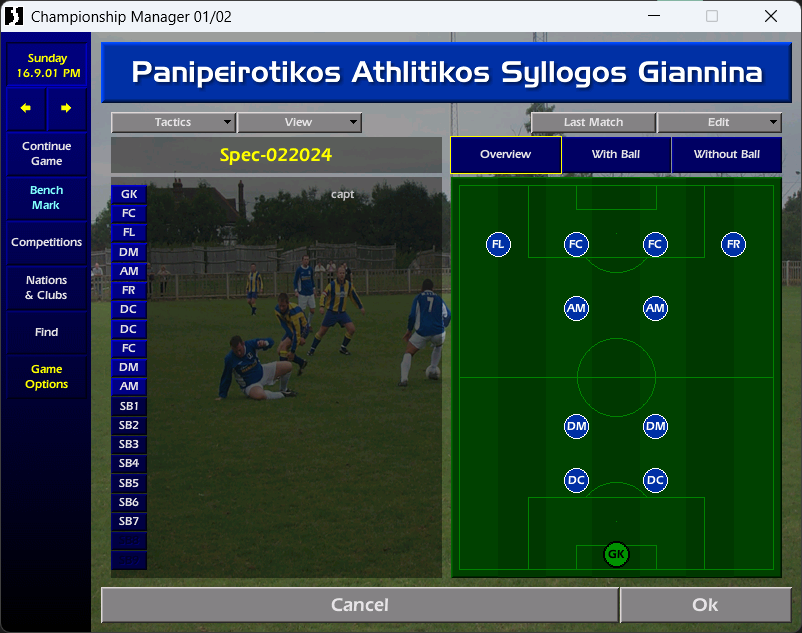 Championship Manager 01/02
Sunday
16.9.01 PM
Continue
Game
Bench
Mark
Competitions
Nations
& Clubs
Find
Game
Options
Panipeirotikos Athlitikos Syllogos Giannina
Tactics
View
Last Match
Edit
Spec-022024
Overview
With Ball
Without Ball
GK
capt
FC
FL
DM
AM
FR
DC
DC
FC
DM
AM
SB1
SB2
SB3
SB4
SB5
SB6
SB7
FL FC FC FR
AM AM
DM DM
DC DC
GK
7
Cancel
Ok